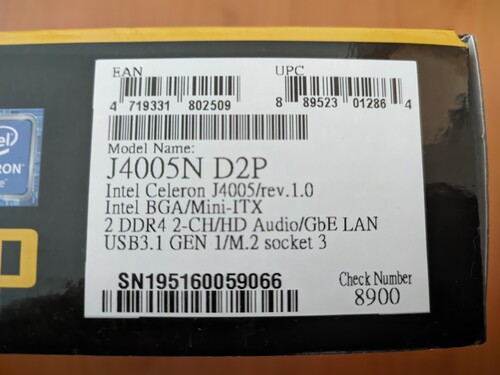 EAN UPC
4 719331 802509 8 89523 01286 4
Model Name:
J4005N D2P
Intel Celeron J4005/rev.1.0
Intel BGA/Mini-ITX
2 DDR4 2-CH/HD Audio/GbE LAN
USB3.1 GEN 1/M.2 socket 3
SN195160059066
Check Number
8900